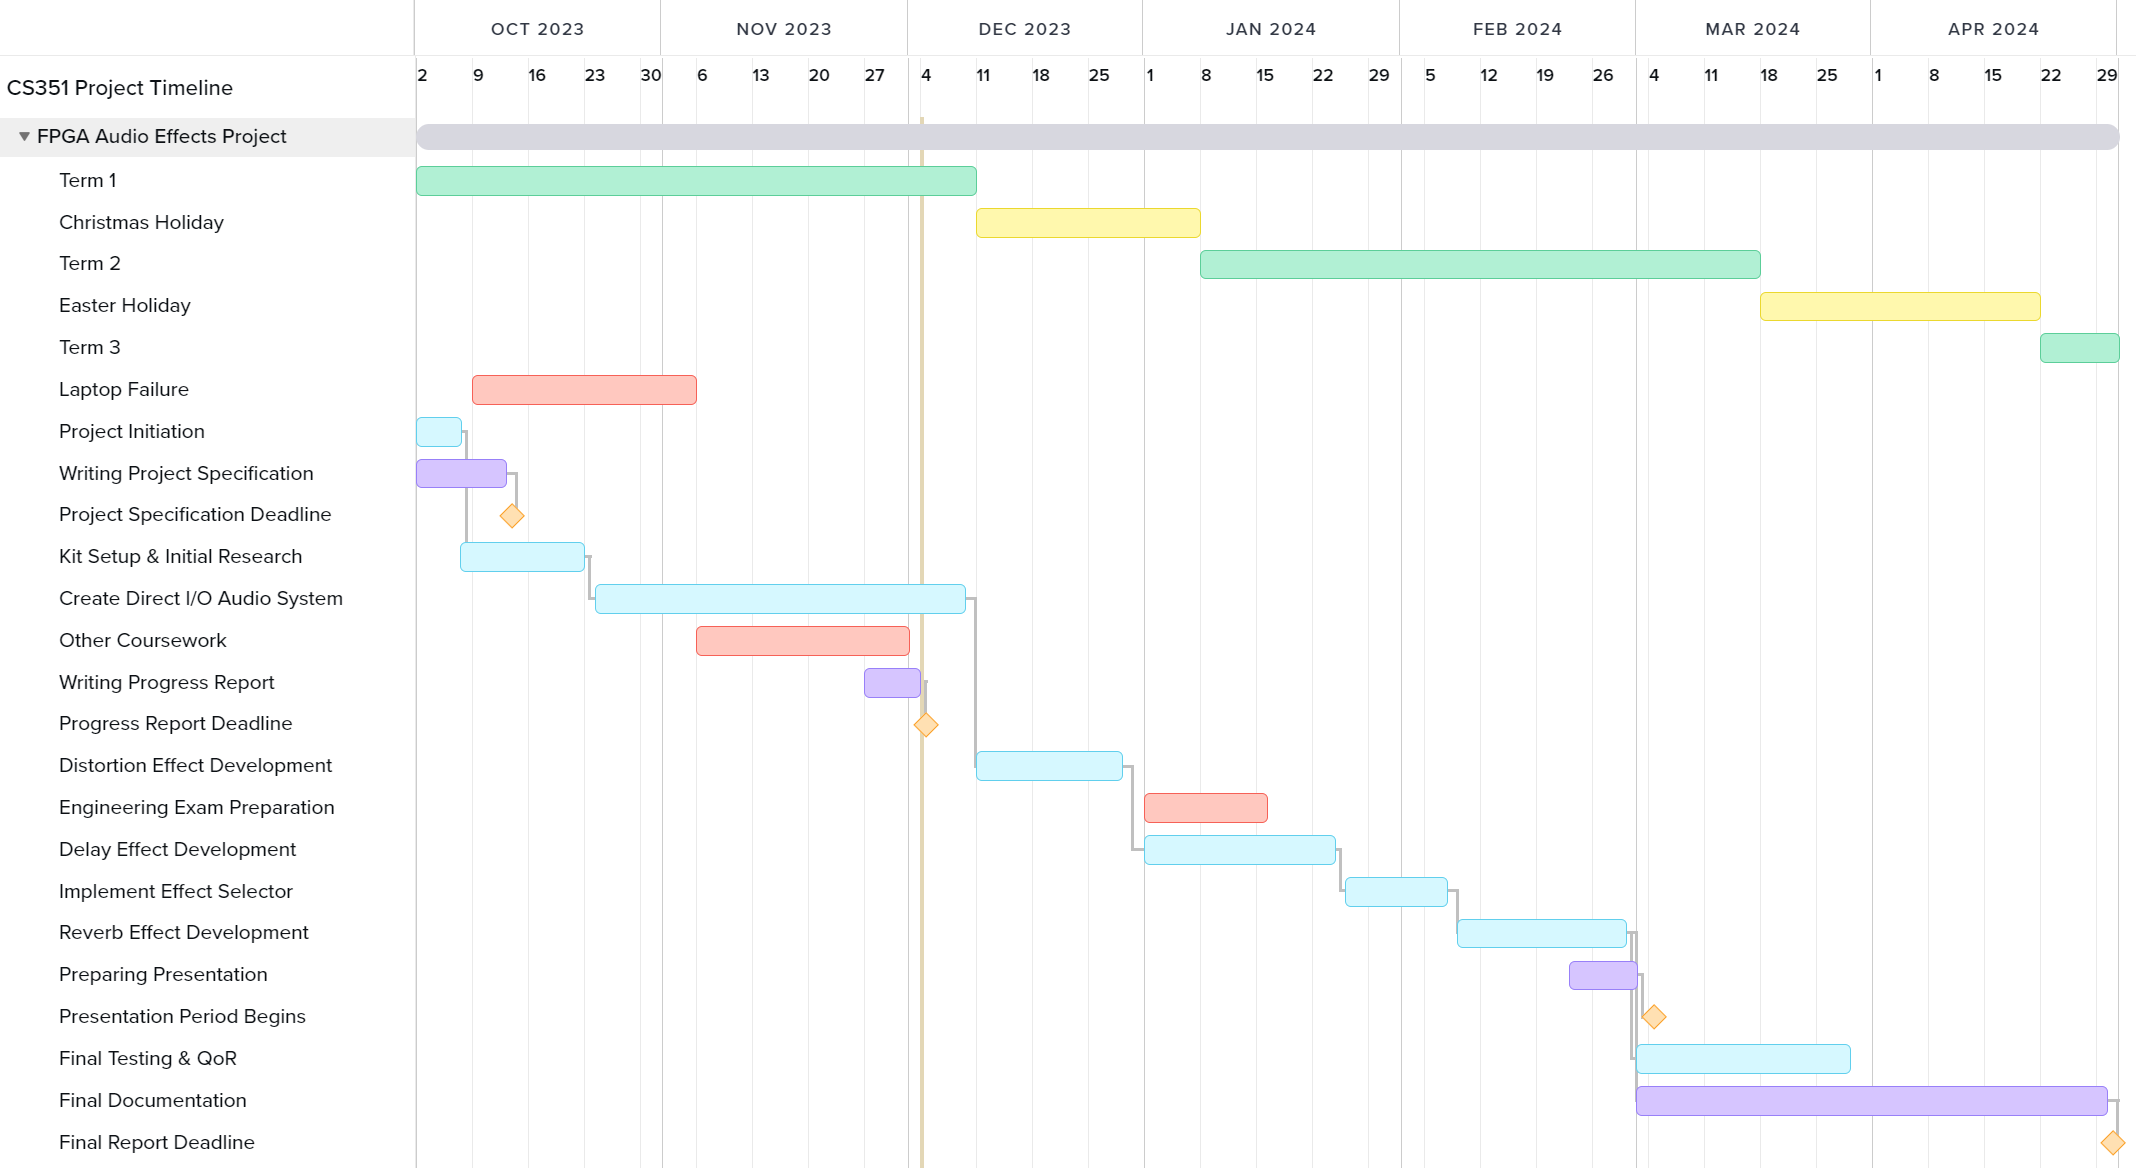 OCT 2023 NOV 2023 DEC 2023 JAN 2024 FEB 2024 MAR 2024 APR 2024
2 9 16 23 30 6 13 20 27 4 11 18 25 1 8 15 22 29 5 12 19 26 4 11 18 25 1 8 15 22 29
CS351 Project Timeline
FPGA Audio Effects Project
Term 1
Christmas Holiday
Term 2
Easter Holiday
Term 3
Laptop Failure
Project Initiation
Writing Project Specification
Project Specification Deadline
Kit Setup & Initial Research
Create Direct I/O Audio System
Other Coursework
Writing Progress Report
Progress Report Deadline
Distortion Effect Development
Engineering Exam Preparation
Delay Effect Development
Implement Effect Selector
Reverb Effect Development
Preparing Presentation
Presentation Period Begins
Final Testing & QoR
Final Documentation
Final Report Deadline